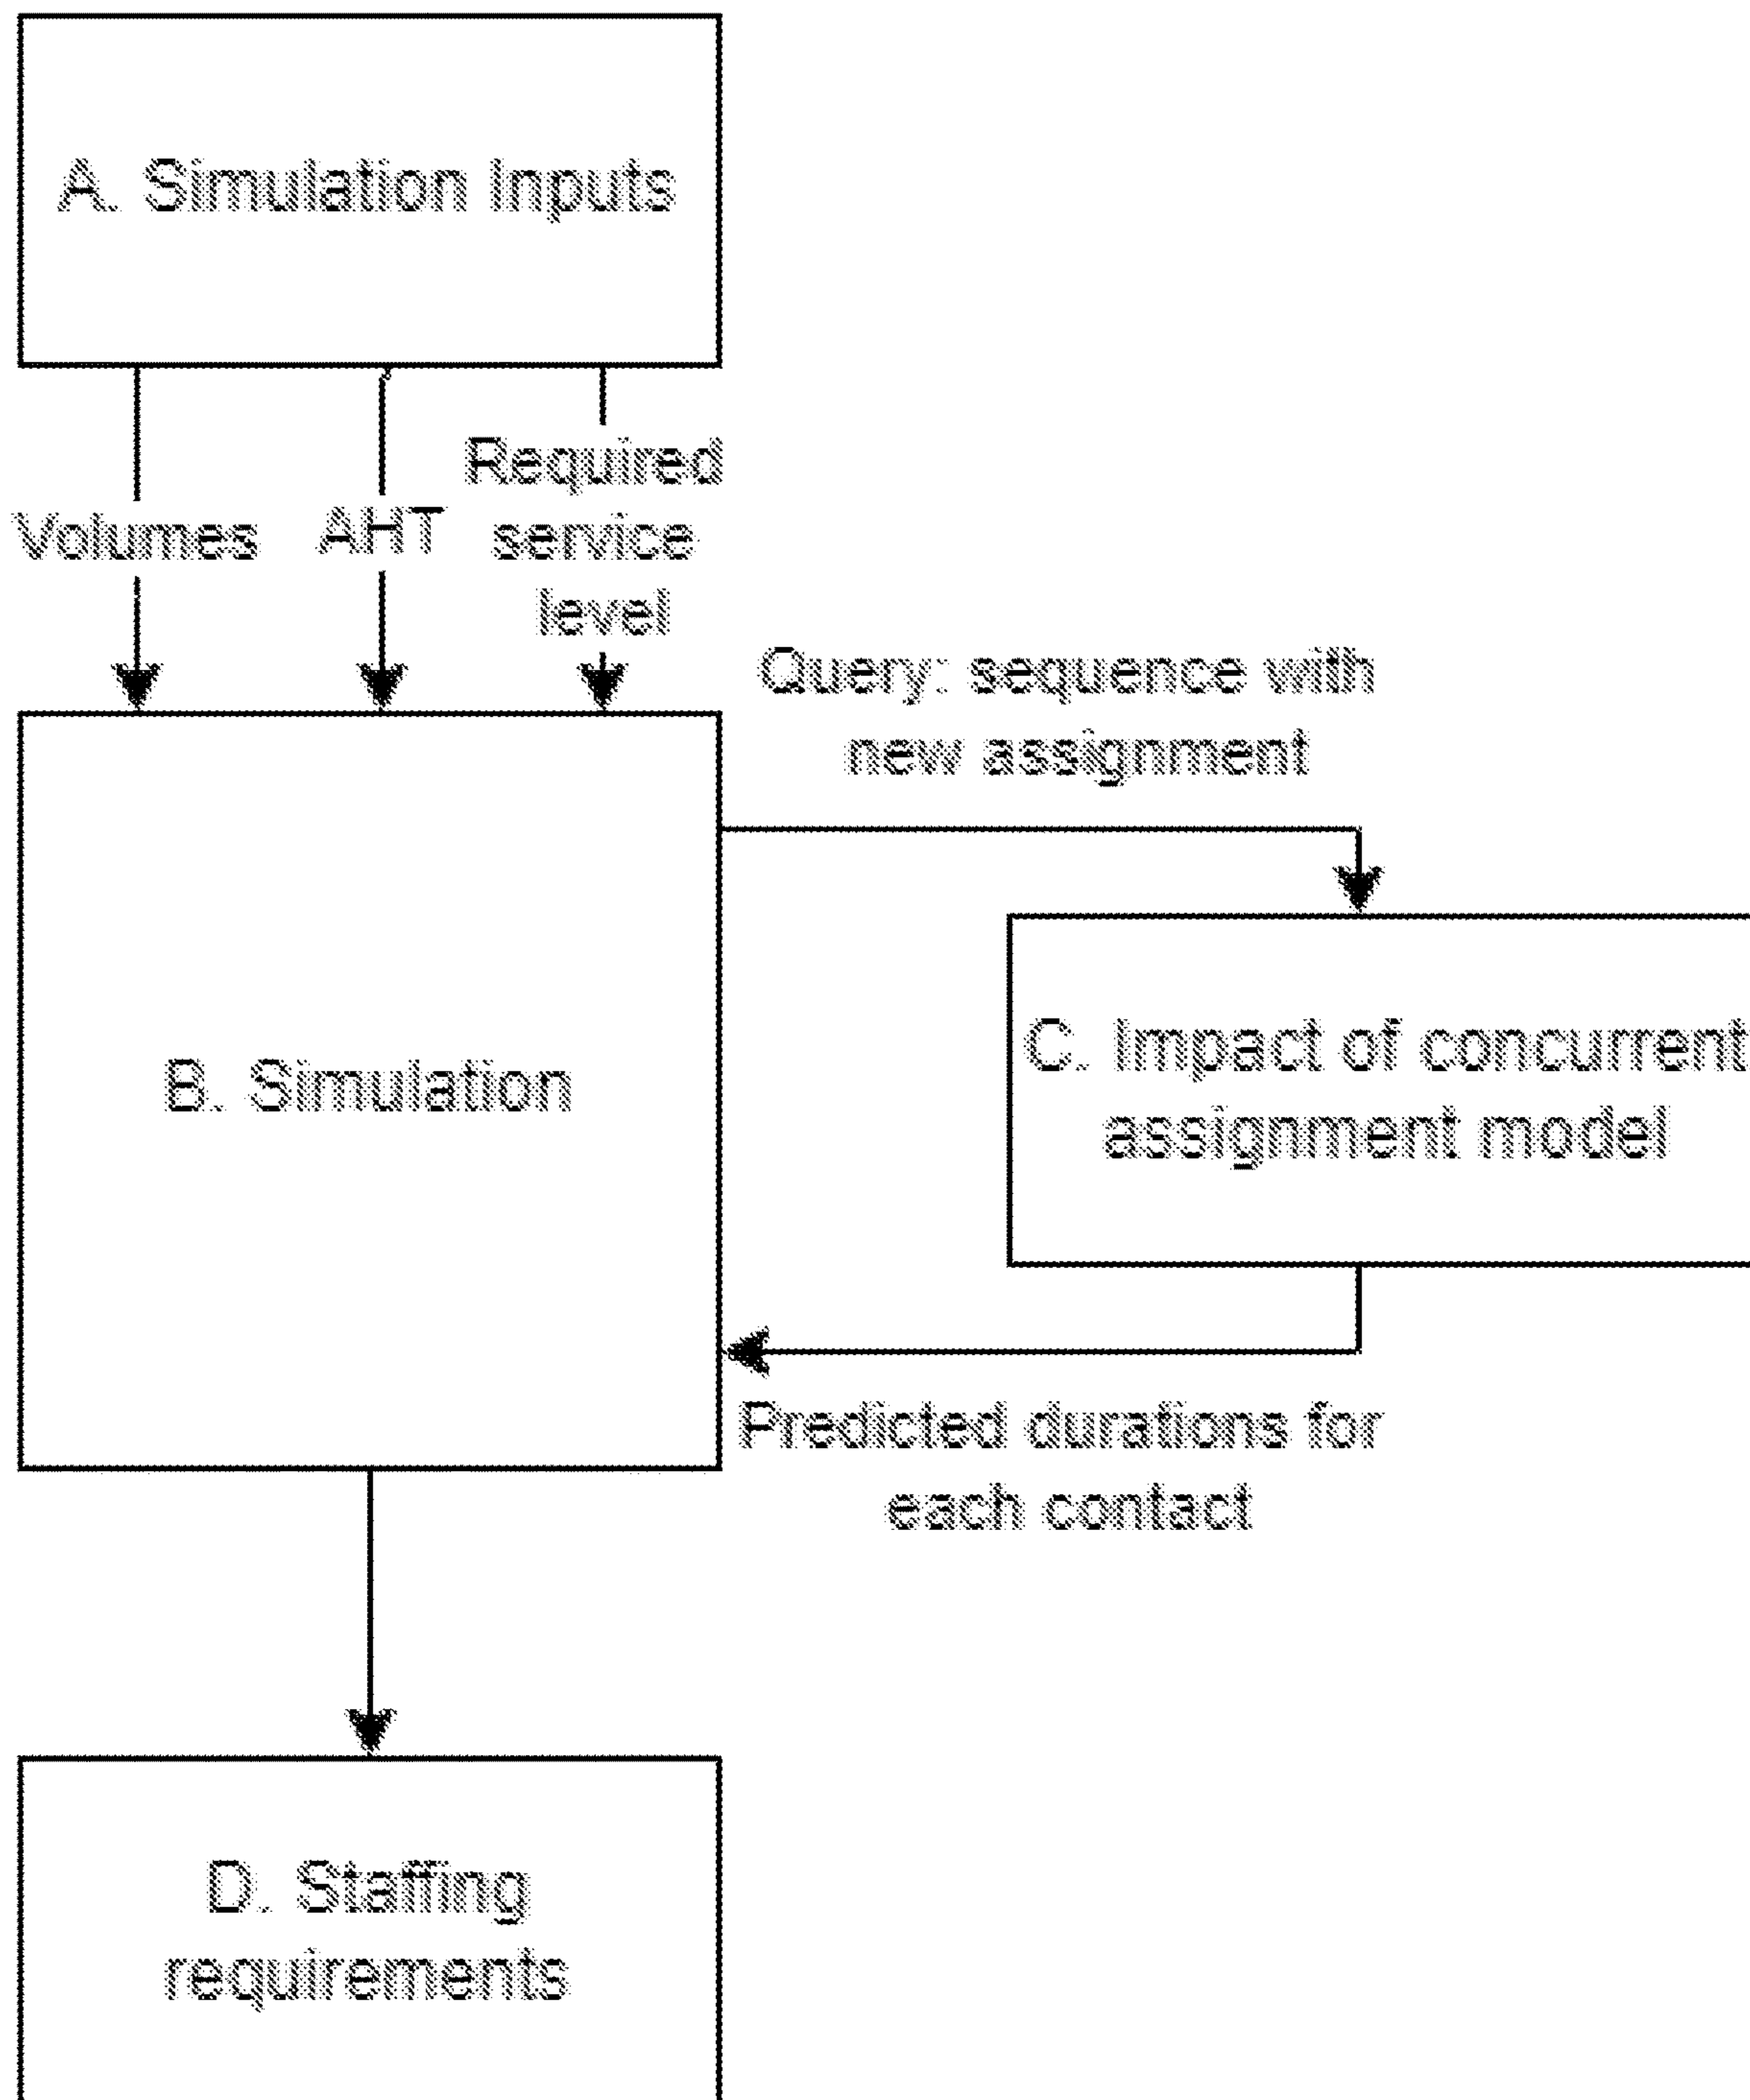 A. Simulation Inputs
Volumes
AHT
Required
service
level
Query: sequence with
new assignment
B. Simulation
C. Impact of concurrent
assignment model
Predicted durations for
each contact
D. Staffing
requirements